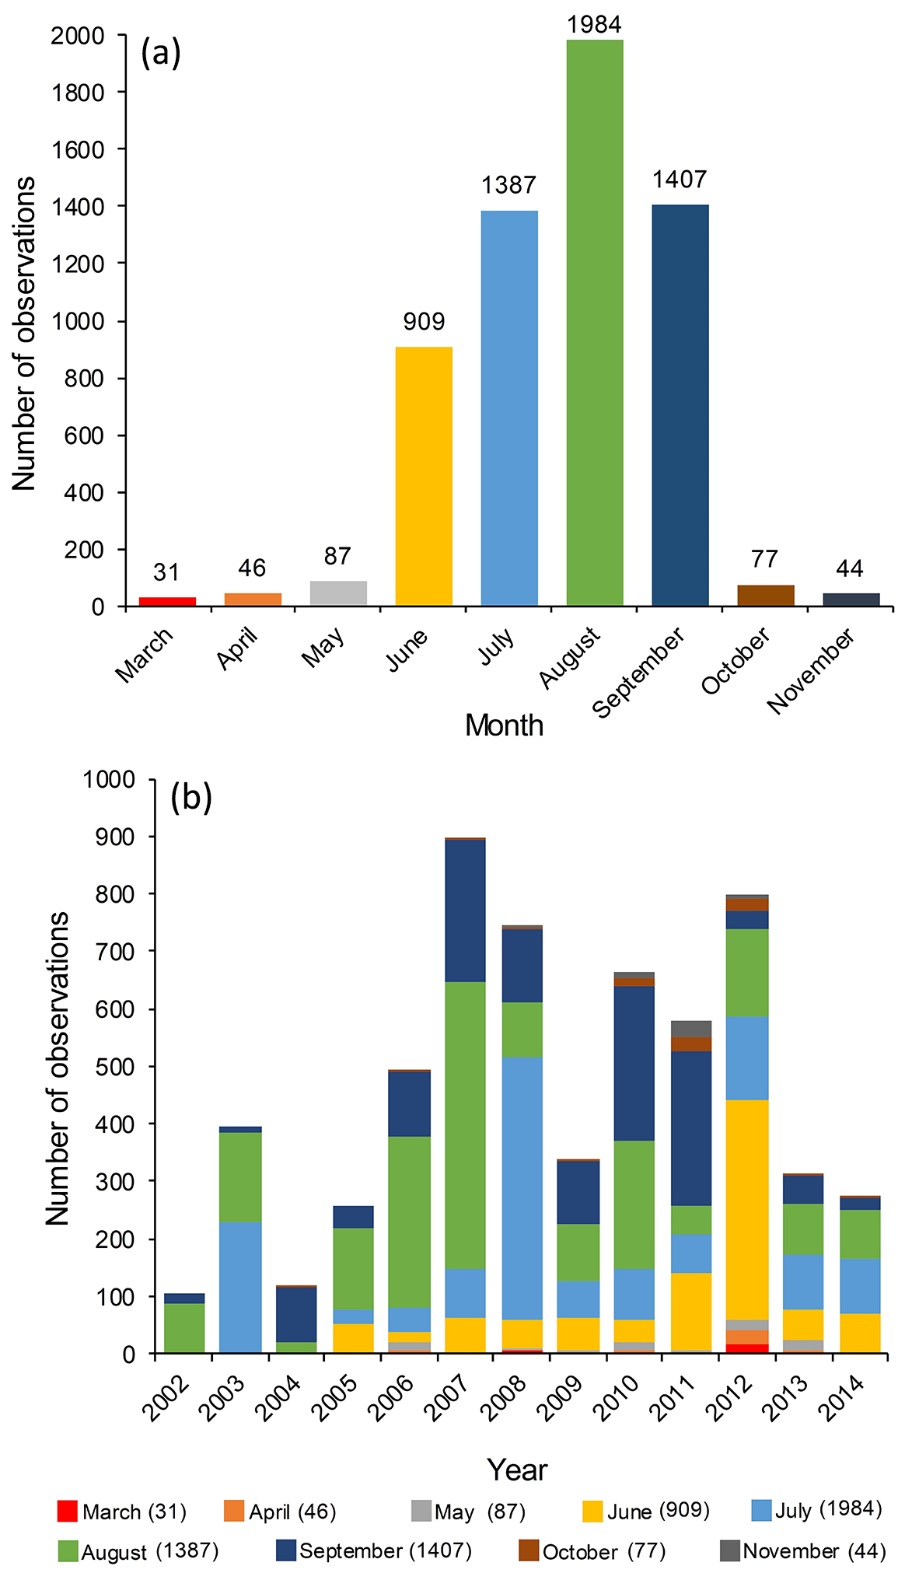 (a)
Number of observations
2000
1800
1600
1400
1200
1000
800
600
400
200
0
31
46
87
909
1387
1984
1407
77
44
March
April
May
June
July
August
September
October
November
Month
(b)
Number of observations
1000
900
800
700
600
500
400
300
200
100
0
2002
2003
2004
2005
2006
2007
2008
2009
2010
2011
2012
2013
2014
Year
March (31) April (46) May (87) June (909) July (1984)
August (1387) September (1407) October (77) November (44)